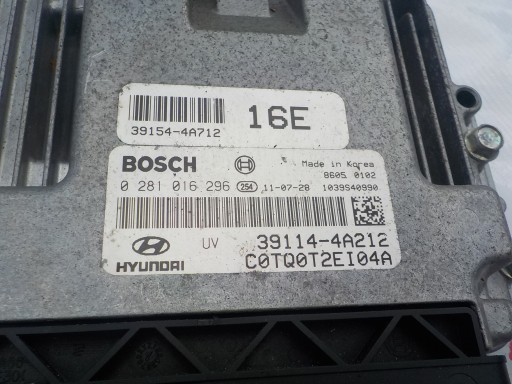 16E
39154-4A712
BOSCH
Made in Korea
8605 0102
0 281 016 296 254 11-07-28 1039S40990
UV 39114-4A212
HYUNDAI C0TQ0T2EI04A